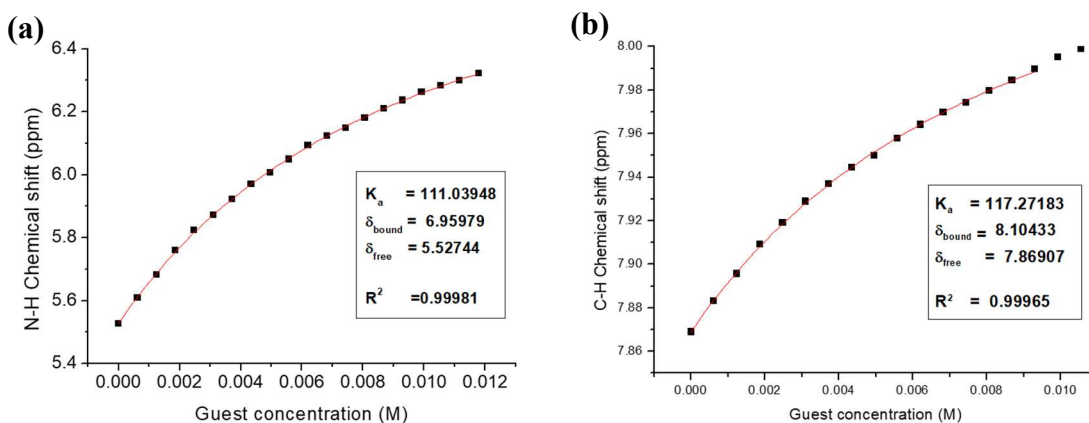 (a)
6.4
6.2
6.0
5.8
5.6
5.4
N-H Chemical shift (ppm)
Kₐ = 111.03948
δbound = 6.95979
δfree = 5.52744
R² =0.99981
0.000 0.002 0.004 0.006 0.008 0.010 0.012
Guest concentration (M)
(b)
8.00
7.98
7.96
7.94
7.92
7.90
7.88
7.86
C-H Chemical shift (ppm)
Kₐ = 117.27183
δbound = 8.10433
δfree = 7.86907
R² = 0.99965
0.000 0.002 0.004 0.006 0.008 0.010
Guest concentration (M)